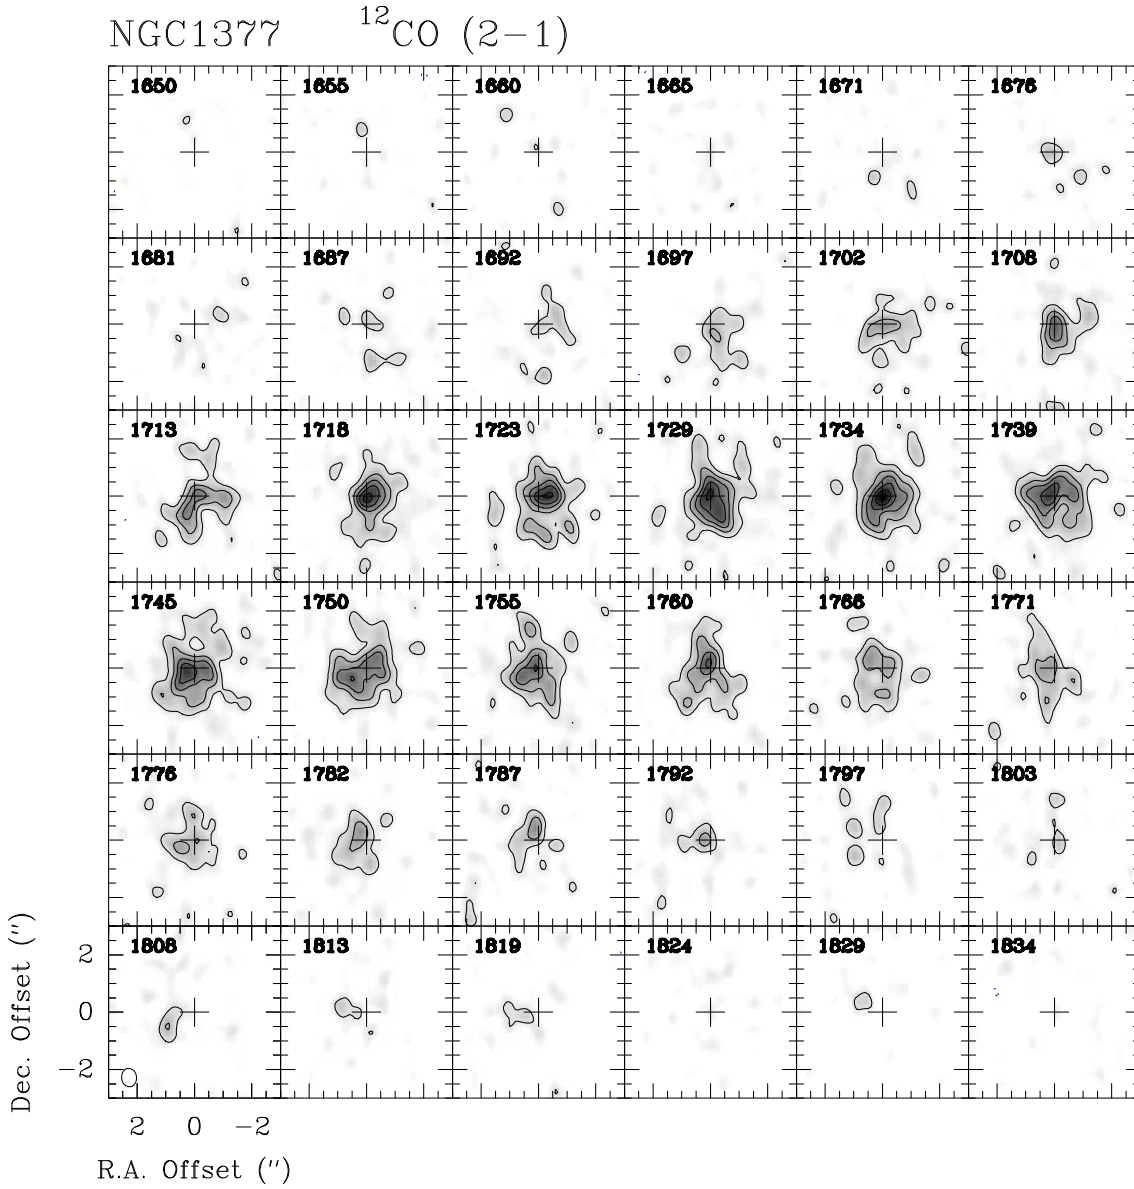 NGC1377 ¹²CO (2−1)
1650 1655 1660 1665 1671 1676
1681 1687 1692 1697 1702 1708
1713 1718 1723 1729 1734 1739
1745 1750 1755 1760 1766 1771
1776 1782 1787 1792 1797 1803
1808 1813 1819 1824 1829 1834
2
0
−2
Dec. Offset (″)
2 0 −2
R.A. Offset (″)